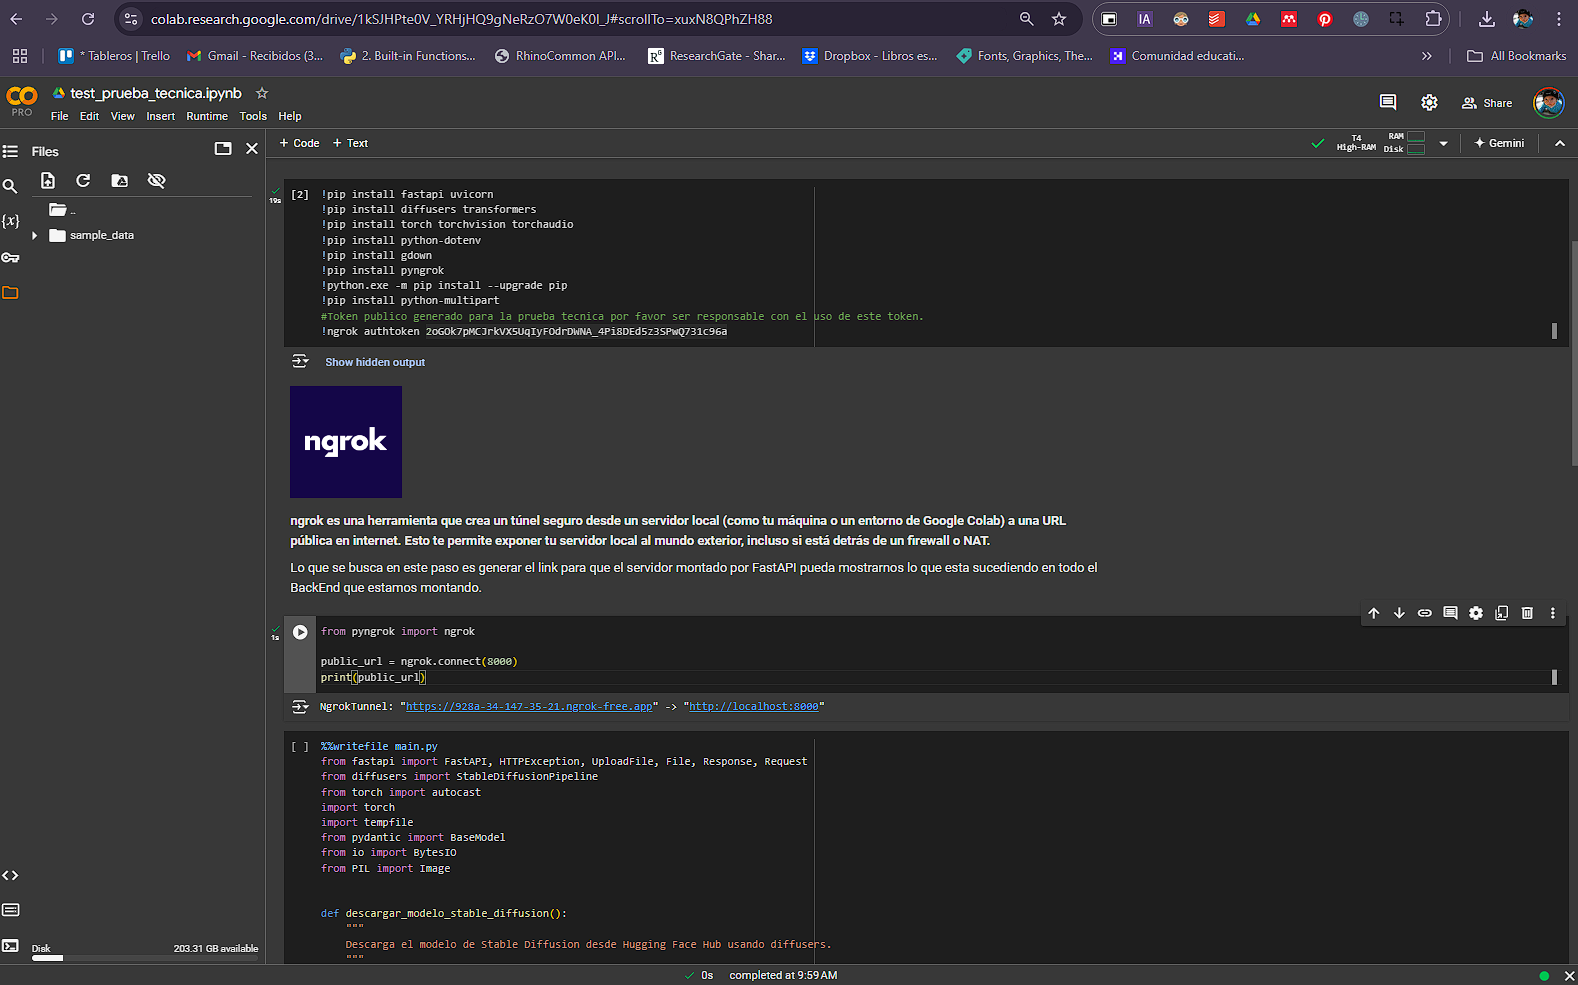 colab.research.google.com/drive/1kSJHPte0V_YRHjHQ9gNeRzO7W0eK0I_J#scrollTo=xuxN8QPhZH88
IA
* Tableros | Trello
Gmail - Recibidos (3...
2. Built-in Functions...
RhinoCommon API...
ResearchGate - Shar...
Dropbox - Libros es...
Fonts, Graphics, The...
Comunidad educati...
All Bookmarks
CO
PRO
test_prueba_tecnica.ipynb
File Edit View Insert Runtime Tools Help
Share
Files
+ Code + Text
T4
High-RAM
RAM
Disk
Gemini
..
sample_data
{x}
19s
[2]
!pip install fastapi uvicorn
!pip install diffusers transformers
!pip install torch torchvision torchaudio
!pip install python-dotenv
!pip install gdown
!pip install pyngrok
!python.exe -m pip install --upgrade pip
!pip install python-multipart
#Token publico generado para la prueba tecnica por favor ser responsable con el uso de este token.
!ngrok authtoken 2oGOk7pMCJrkVX5UqIyFOdrDWNA_4Pi8DEd5z3SPwQ731c96a
Show hidden output
ngrok
ngrok es una herramienta que crea un túnel seguro desde un servidor local (como tu máquina o un entorno de Google Colab) a una URL
pública en internet. Esto te permite exponer tu servidor local al mundo exterior, incluso si está detrás de un firewall o NAT.
Lo que se busca en este paso es generar el link para que el servidor montado por FastAPI pueda mostrarnos lo que esta sucediendo en todo el
BackEnd que estamos montando.
1s
from pyngrok import ngrok
public_url = ngrok.connect(8000)
print(public_url)
NgrokTunnel: "https://928a-34-147-35-21.ngrok-free.app" -> "http://localhost:8000"
[ ]
%%writefile main.py
from fastapi import FastAPI, HTTPException, UploadFile, File, Response, Request
from diffusers import StableDiffusionPipeline
from torch import autocast
import torch
import tempfile
from pydantic import BaseModel
from io import BytesIO
from PIL import Image
def descargar_modelo_stable_diffusion():
"""
Descarga el modelo de Stable Diffusion desde Hugging Face Hub usando diffusers.
"""
Disk
203.31 GB available
0s completed at 9:59 AM